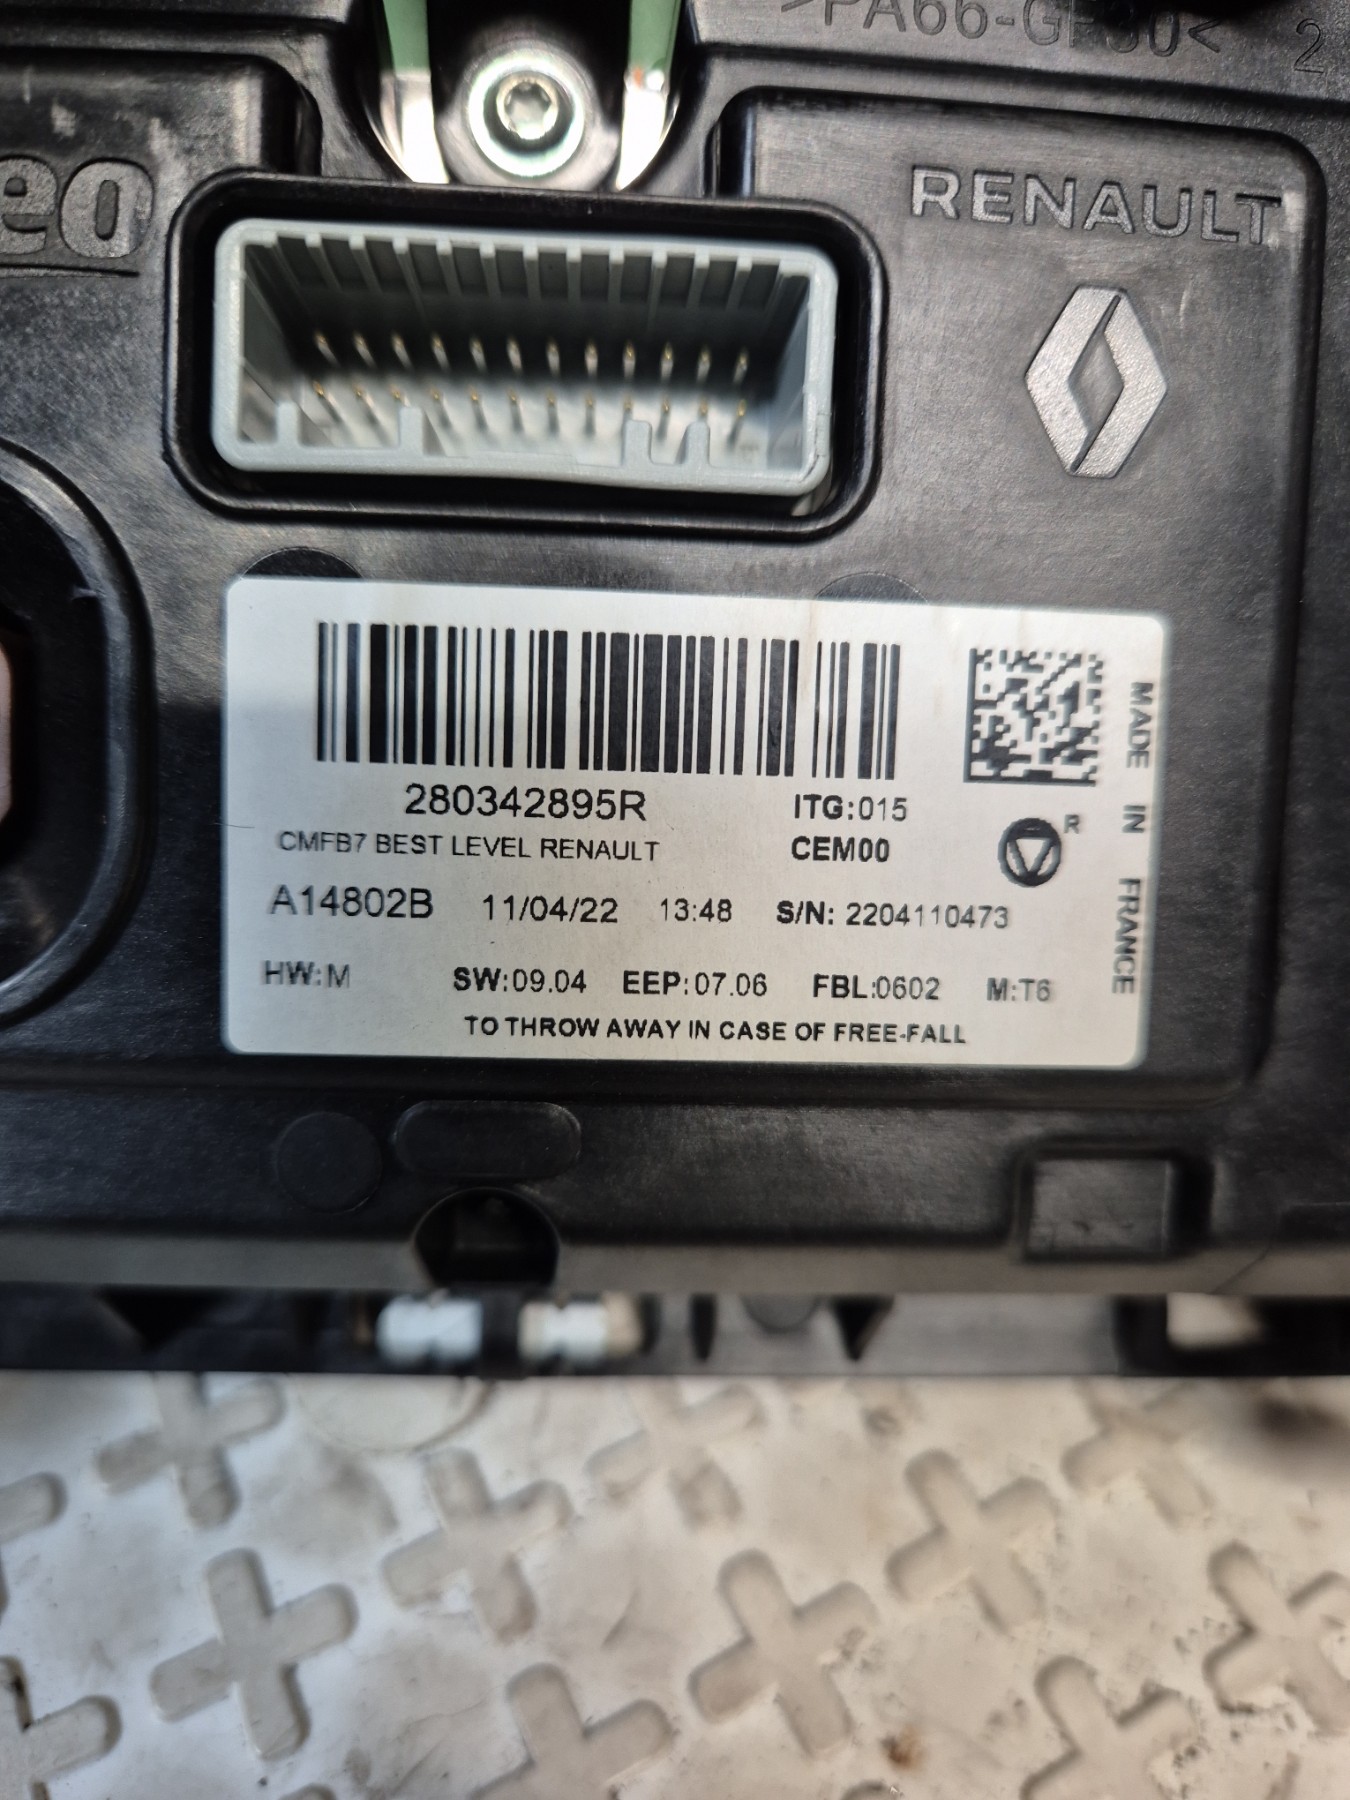 >PA66-GF30< 2
eo
RENAULT
280342895R
ITG:015
CMFB7 BEST LEVEL RENAULT
CEM00
R
A14802B 11/04/22 13:48 S/N: 2204110473
HW:M SW:09.04 EEP:07.06 FBL:0602 M:T6
TO THROW AWAY IN CASE OF FREE-FALL
MADE IN FRANCE